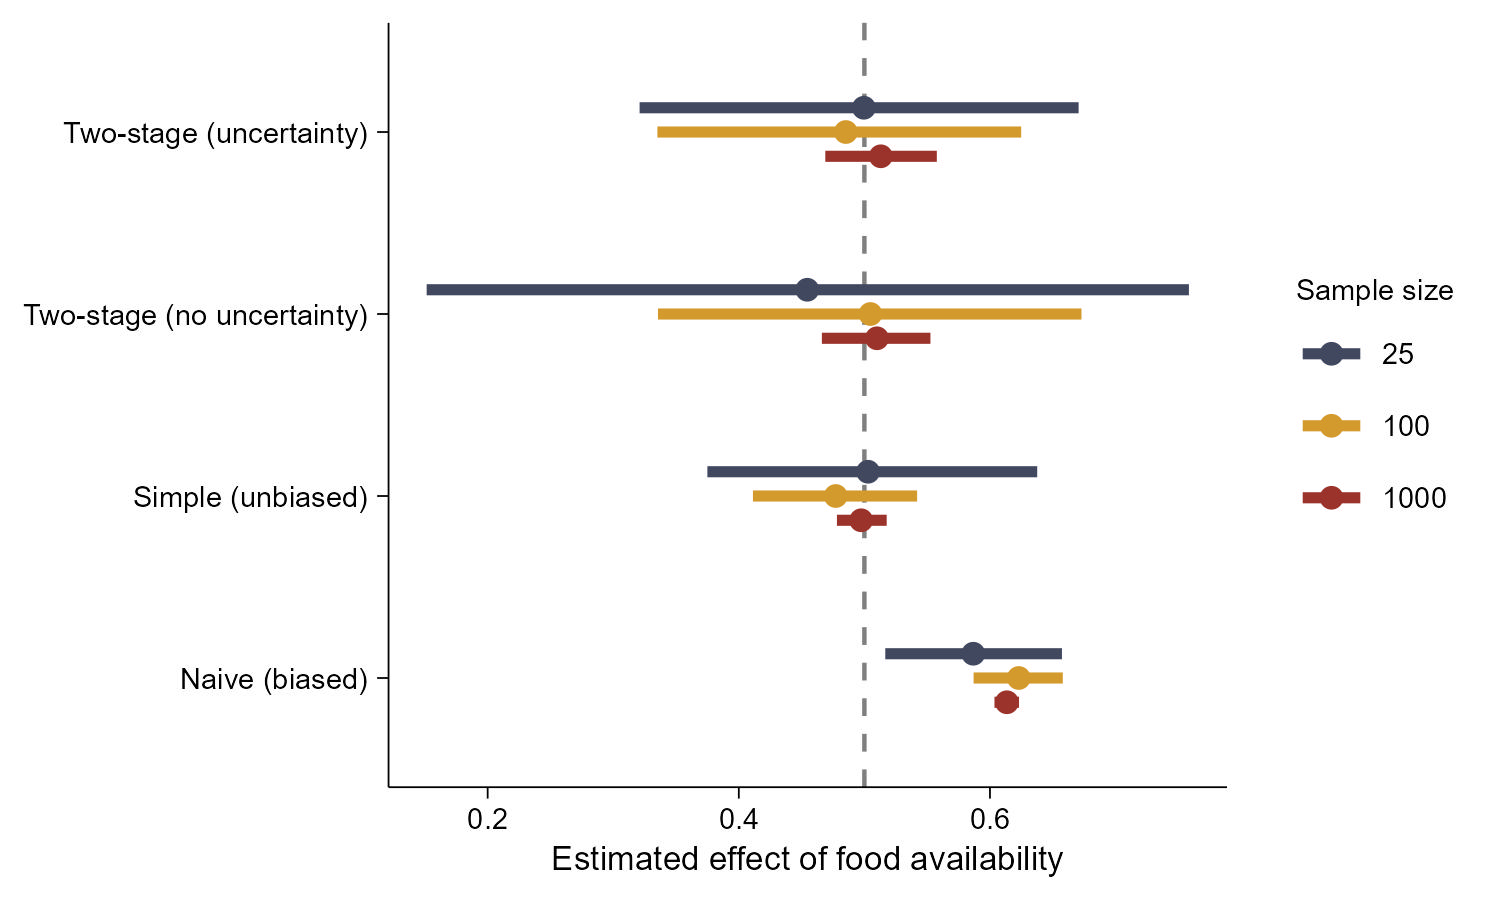 Two-stage (uncertainty)
Two-stage (no uncertainty)
Simple (unbiased)
Naive (biased)
0.2
0.4
0.6
Estimated effect of food availability
Sample size
25
100
1000